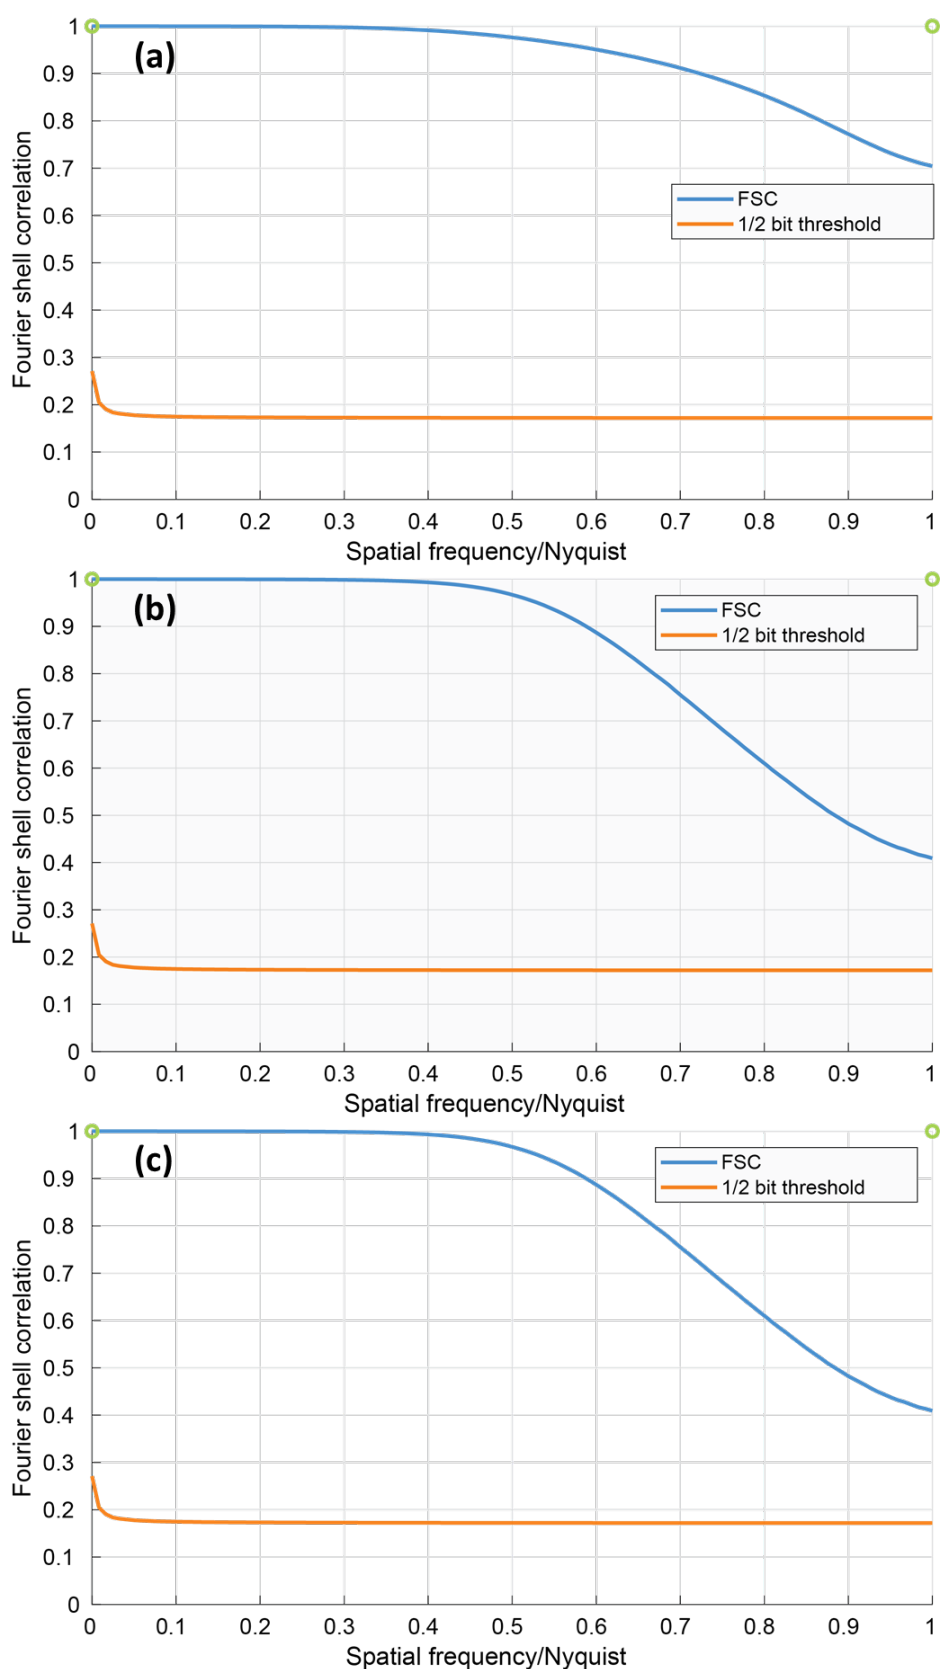 (a)
1
0.9
0.8
0.7
0.6
0.5
0.4
0.3
0.2
0.1
0
Fourier shell correlation
FSC
1/2 bit threshold
0 0.1 0.2 0.3 0.4 0.5 0.6 0.7 0.8 0.9 1
Spatial frequency/Nyquist
(b)
1
0.9
0.8
0.7
0.6
0.5
0.4
0.3
0.2
0.1
0
Fourier shell correlation
FSC
1/2 bit threshold
0 0.1 0.2 0.3 0.4 0.5 0.6 0.7 0.8 0.9 1
Spatial frequency/Nyquist
(c)
1
0.9
0.8
0.7
0.6
0.5
0.4
0.3
0.2
0.1
0
Fourier shell correlation
FSC
1/2 bit threshold
0 0.1 0.2 0.3 0.4 0.5 0.6 0.7 0.8 0.9 1
Spatial frequency/Nyquist